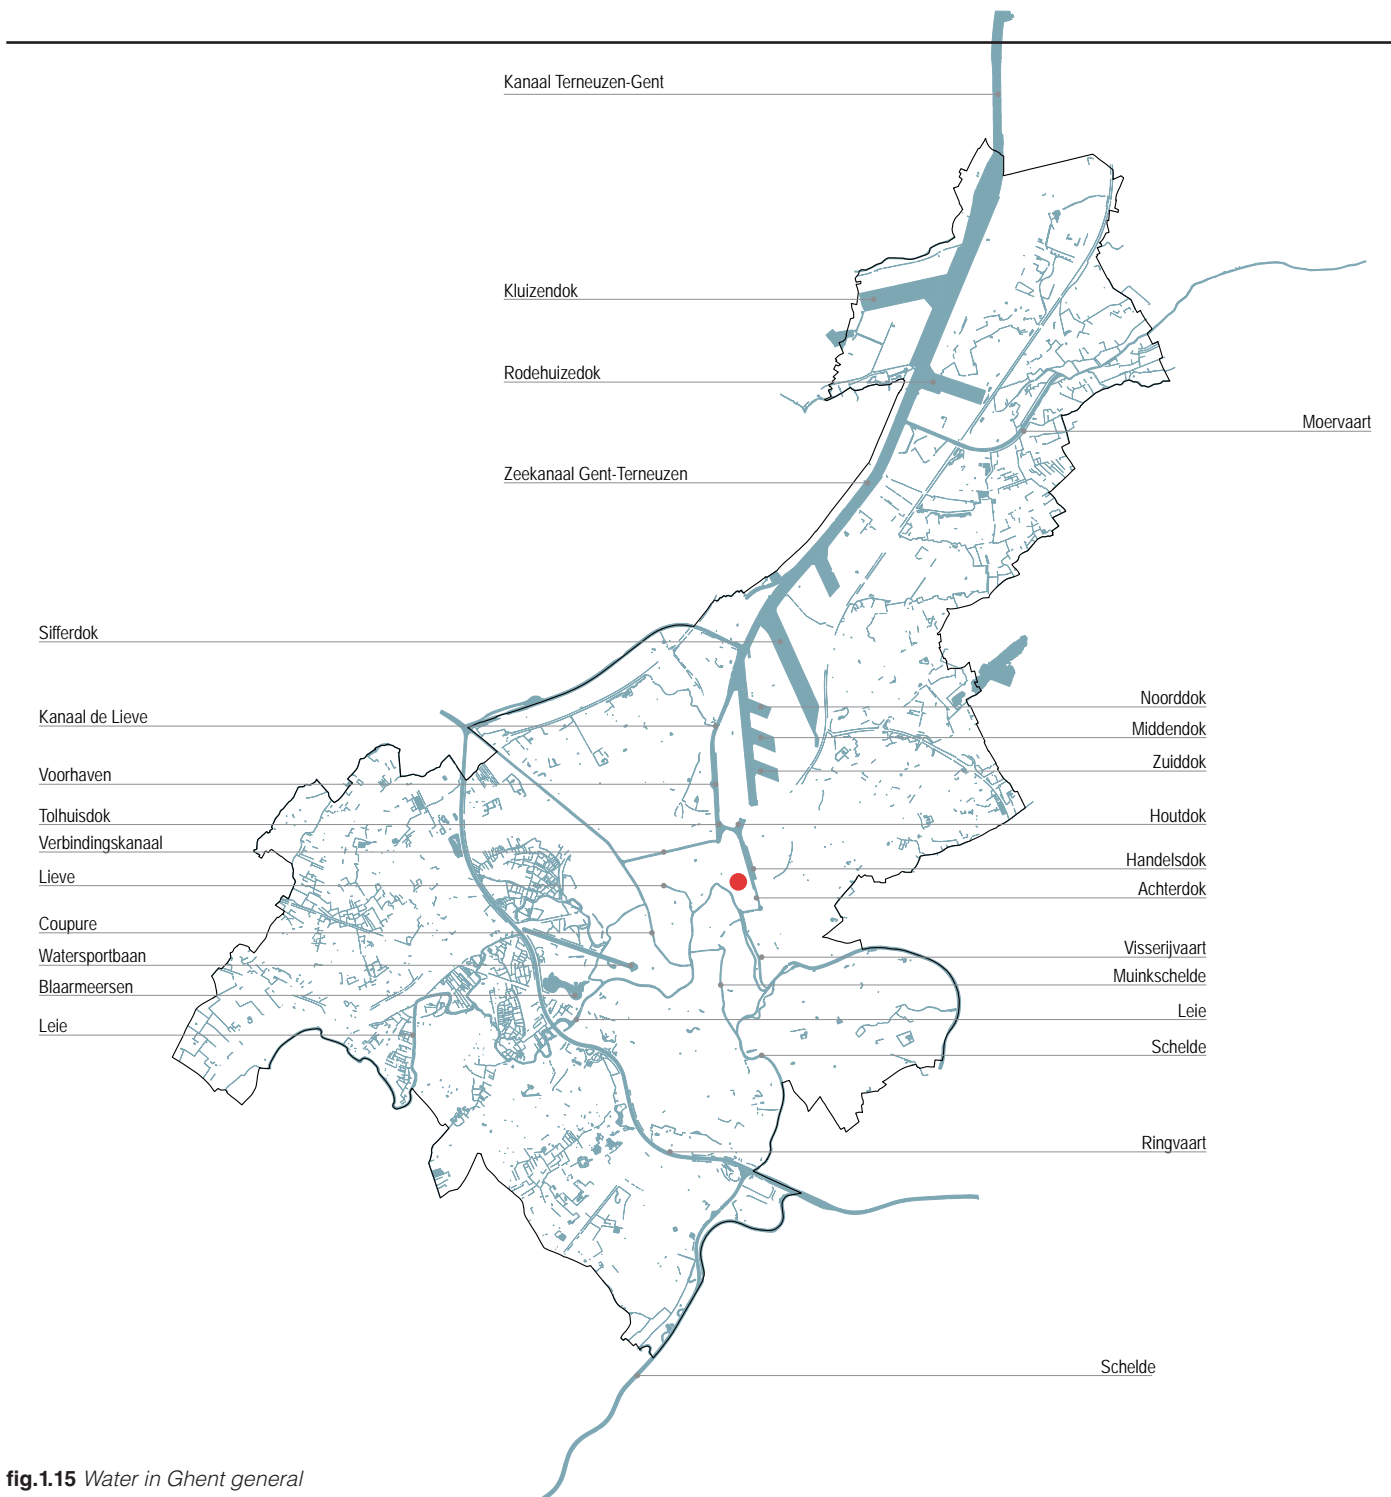 Kanaal Terneuzen-Gent
Kluizendok
Rodehuizedok
Moervaart
Zeekanaal Gent-Terneuzen
Sifferdok
Noorddok
Kanaal de Lieve
Middendok
Zuiddok
Voorhaven
Tolhuisdok
Houtdok
Verbindingskanaal
Handelsdok
Lieve
Achterdok
Coupure
Visserijvaart
Watersportbaan
Muinkschelde
Blaarmeersen
Leie
Leie
Schelde
Ringvaart
Schelde
fig.1.15 Water in Ghent general